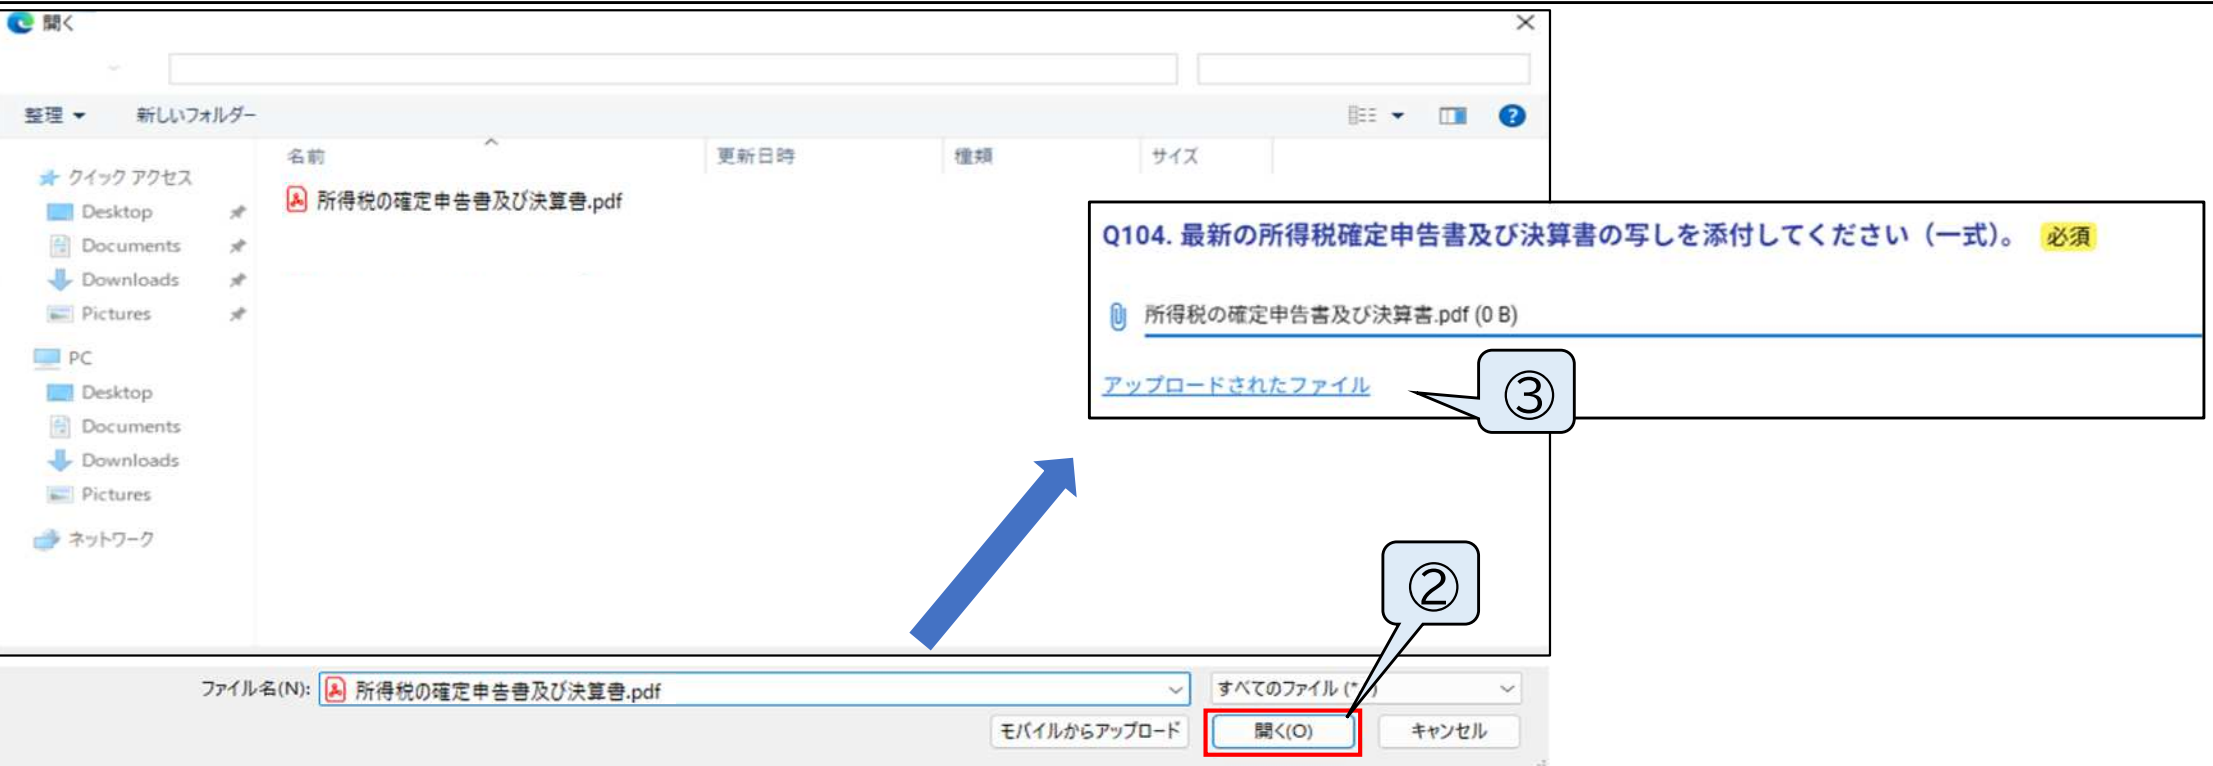 開く
整理
新しいフォルダー
名前 更新日時 種類 サイズ
クイック アクセス
Desktop
Documents
Downloads
Pictures
PC
Desktop
Documents
Downloads
Pictures
ネットワーク
所得税の確定申告書及び決算書.pdf
Q104. 最新の所得税確定申告書及び決算書の写しを添付してください（一式）。 必須
所得税の確定申告書及び決算書.pdf (0 B)
アップロードされたファイル
③
②
ファイル名(N): 所得税の確定申告書及び決算書.pdf
すべてのファイル
モバイルからアップロード 開く(O) キャンセル